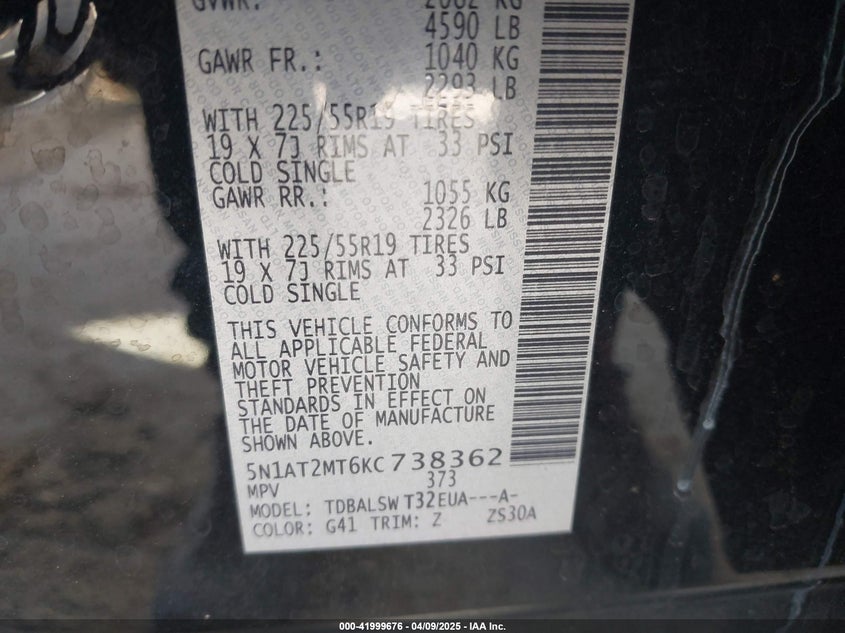 GVWR: 2082 KG
4590 LB
GAWR FR.: 1040 KG
2293 LB
WITH 225/55R19 TIRES
19 X 7J RIMS AT 33 PSI
COLD SINGLE
GAWR RR.: 1055 KG
2326 LB
WITH 225/55R19 TIRES
19 X 7J RIMS AT 33 PSI
COLD SINGLE
THIS VEHICLE CONFORMS TO
ALL APPLICABLE FEDERAL
MOTOR VEHICLE SAFETY AND
THEFT PREVENTION
STANDARDS IN EFFECT ON
THE DATE OF MANUFACTURE
SHOWN ABOVE.
5N1AT2MT6KC738362
MPV 373
MODEL: TDBALSWT32EUA---A-
COLOR: G41 TRIM: Z ZS30A
000-41999676 - 04/09/2025 - IAA Inc.